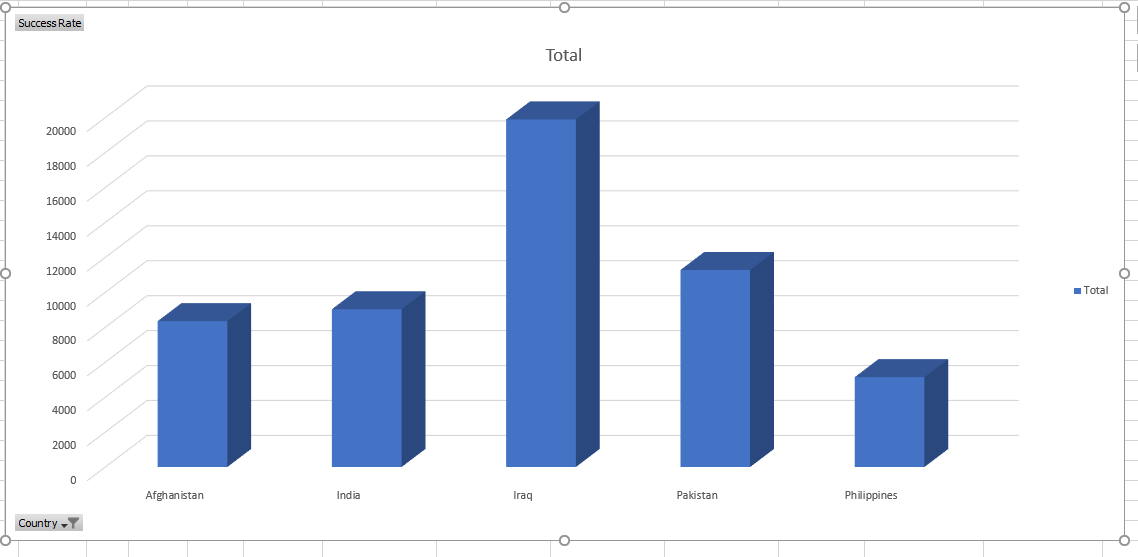 Success Rate
Total
20000
18000
16000
14000
12000
10000
8000
6000
4000
2000
0
Total
Afghanistan
India
Iraq
Pakistan
Philippines
Country